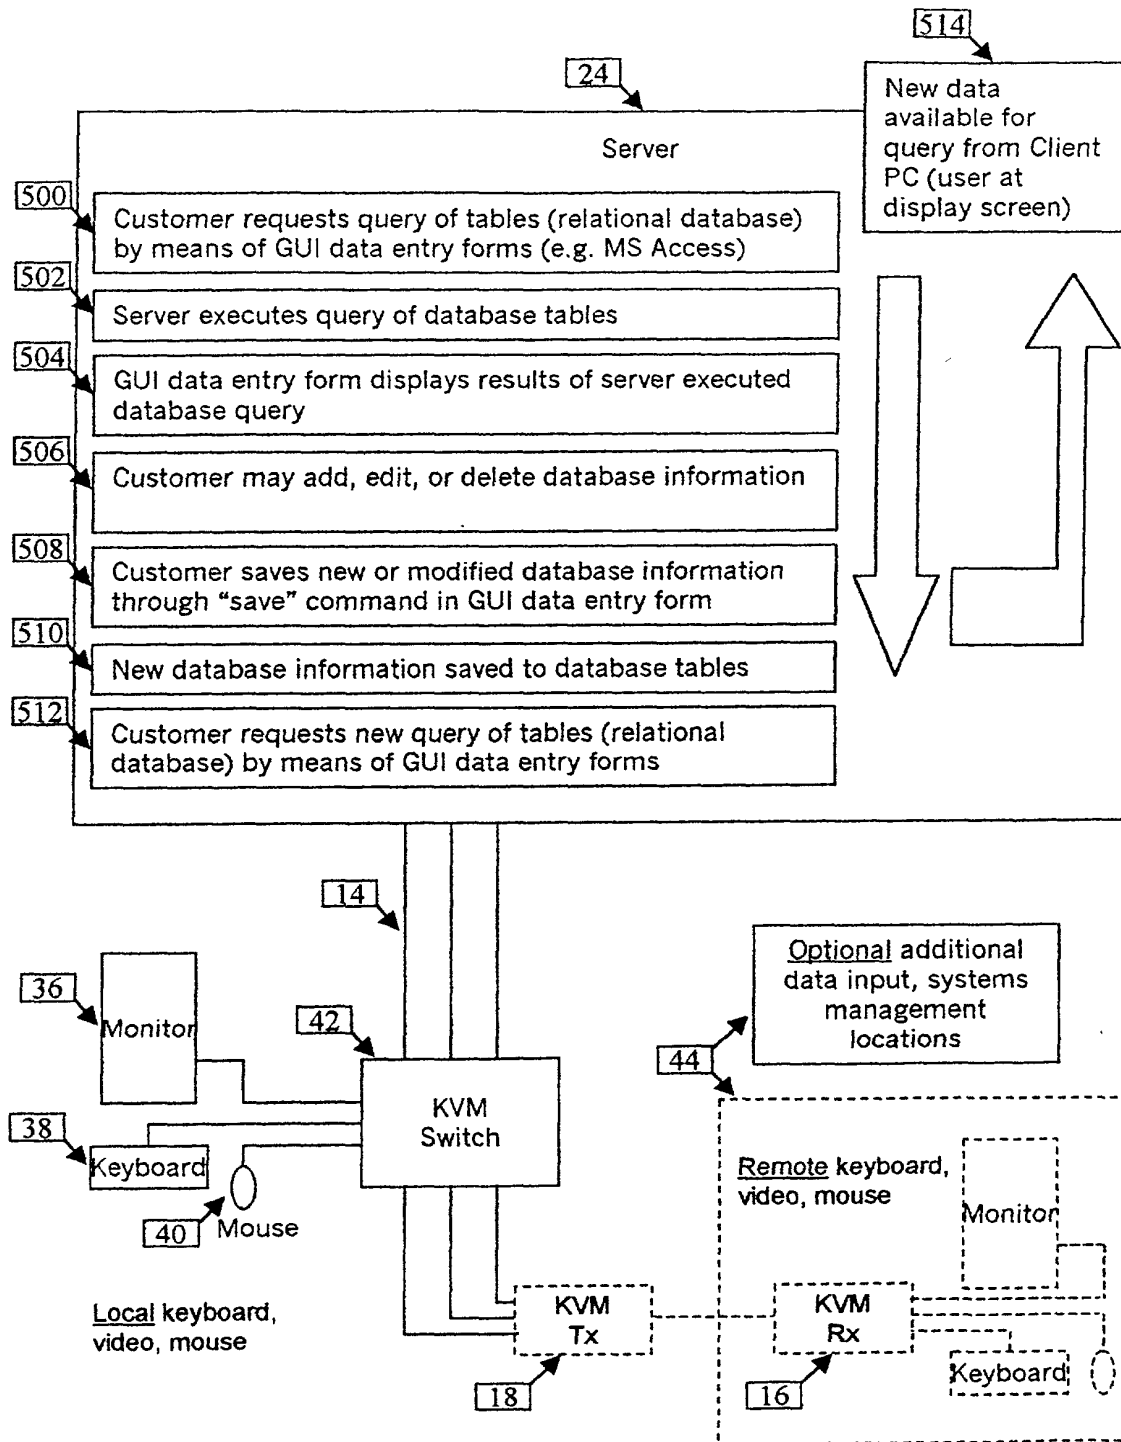 514
New data
available for
query from Client
PC (user at
display screen)
24
Server
500
Customer requests query of tables (relational database)
by means of GUI data entry forms (e.g. MS Access)
502
Server executes query of database tables
504
GUI data entry form displays results of server executed
database query
506
Customer may add, edit, or delete database information
508
Customer saves new or modified database information
through “save” command in GUI data entry form
510
New database information saved to database tables
512
Customer requests new query of tables (relational
database) by means of GUI data entry forms
14
36
Monitor
42
KVM
Switch
38
Keyboard
40
Mouse
Local keyboard,
video, mouse
Optional additional
data input, systems
management
locations
44
Remote keyboard,
video, mouse
Monitor
KVM
Tx
18
KVM
Rx
16
Keyboard